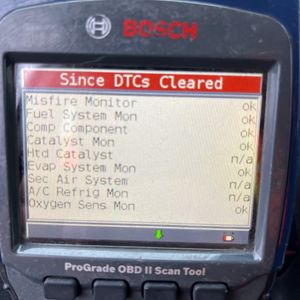 BOSCH
Since DTCs Cleared
Misfire Monitor ok
Fuel System Mon ok
Comp Component ok
Catalyst Mon ok
Htd Catalyst n/a
Evap System Mon ok
Sec Air System n/a
A/C Refrig Mon n/a
Oxygen Sens Mon ok
ProGrade OBD II Scan Tool